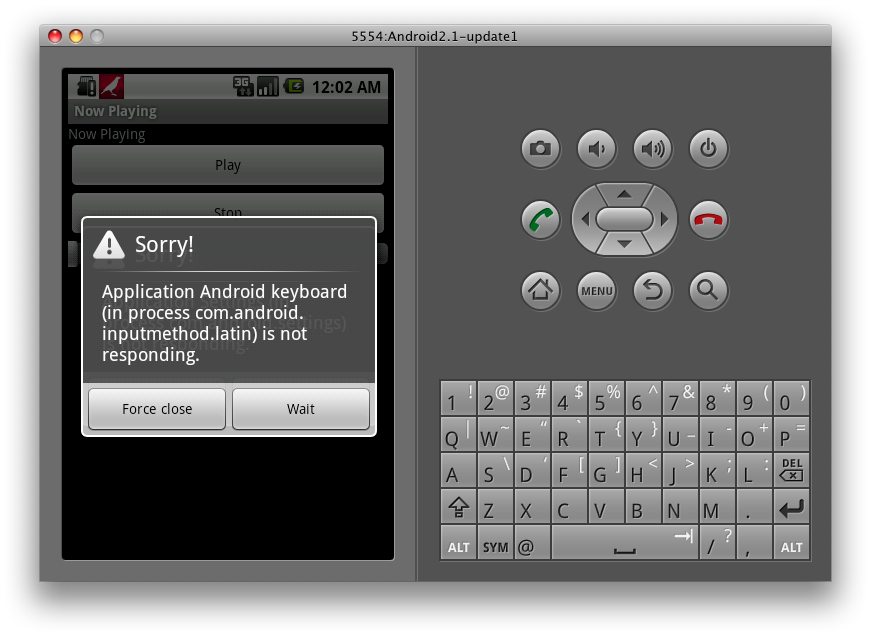 5554:Android2.1-update1
3G 12:02 AM
Now Playing
Now Playing
Play
Stop
Sorry!
Sorry!
Application Android keyboard
(in process com.android.
inputmethod.latin) is not
responding.
Force close
Wait
MENU
1 ! 2 @ 3 # 4 $ 5 % 6 ^ 7 & 8 * 9 ( 0 )
Q | W ~ E “ R ` T { Y } U _ I - O + P =
A S \ D ‘ F [ G ] H < J > K ; L : DEL
Z X C V B N M .
ALT SYM @ / ? , ALT